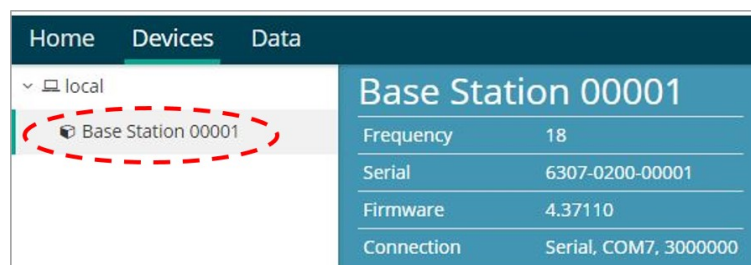 Home Devices Data
local
Base Station 00001
Base Station 00001
Frequency 18
Serial 6307-0200-00001
Firmware 4.37110
Connection Serial, COM7, 3000000